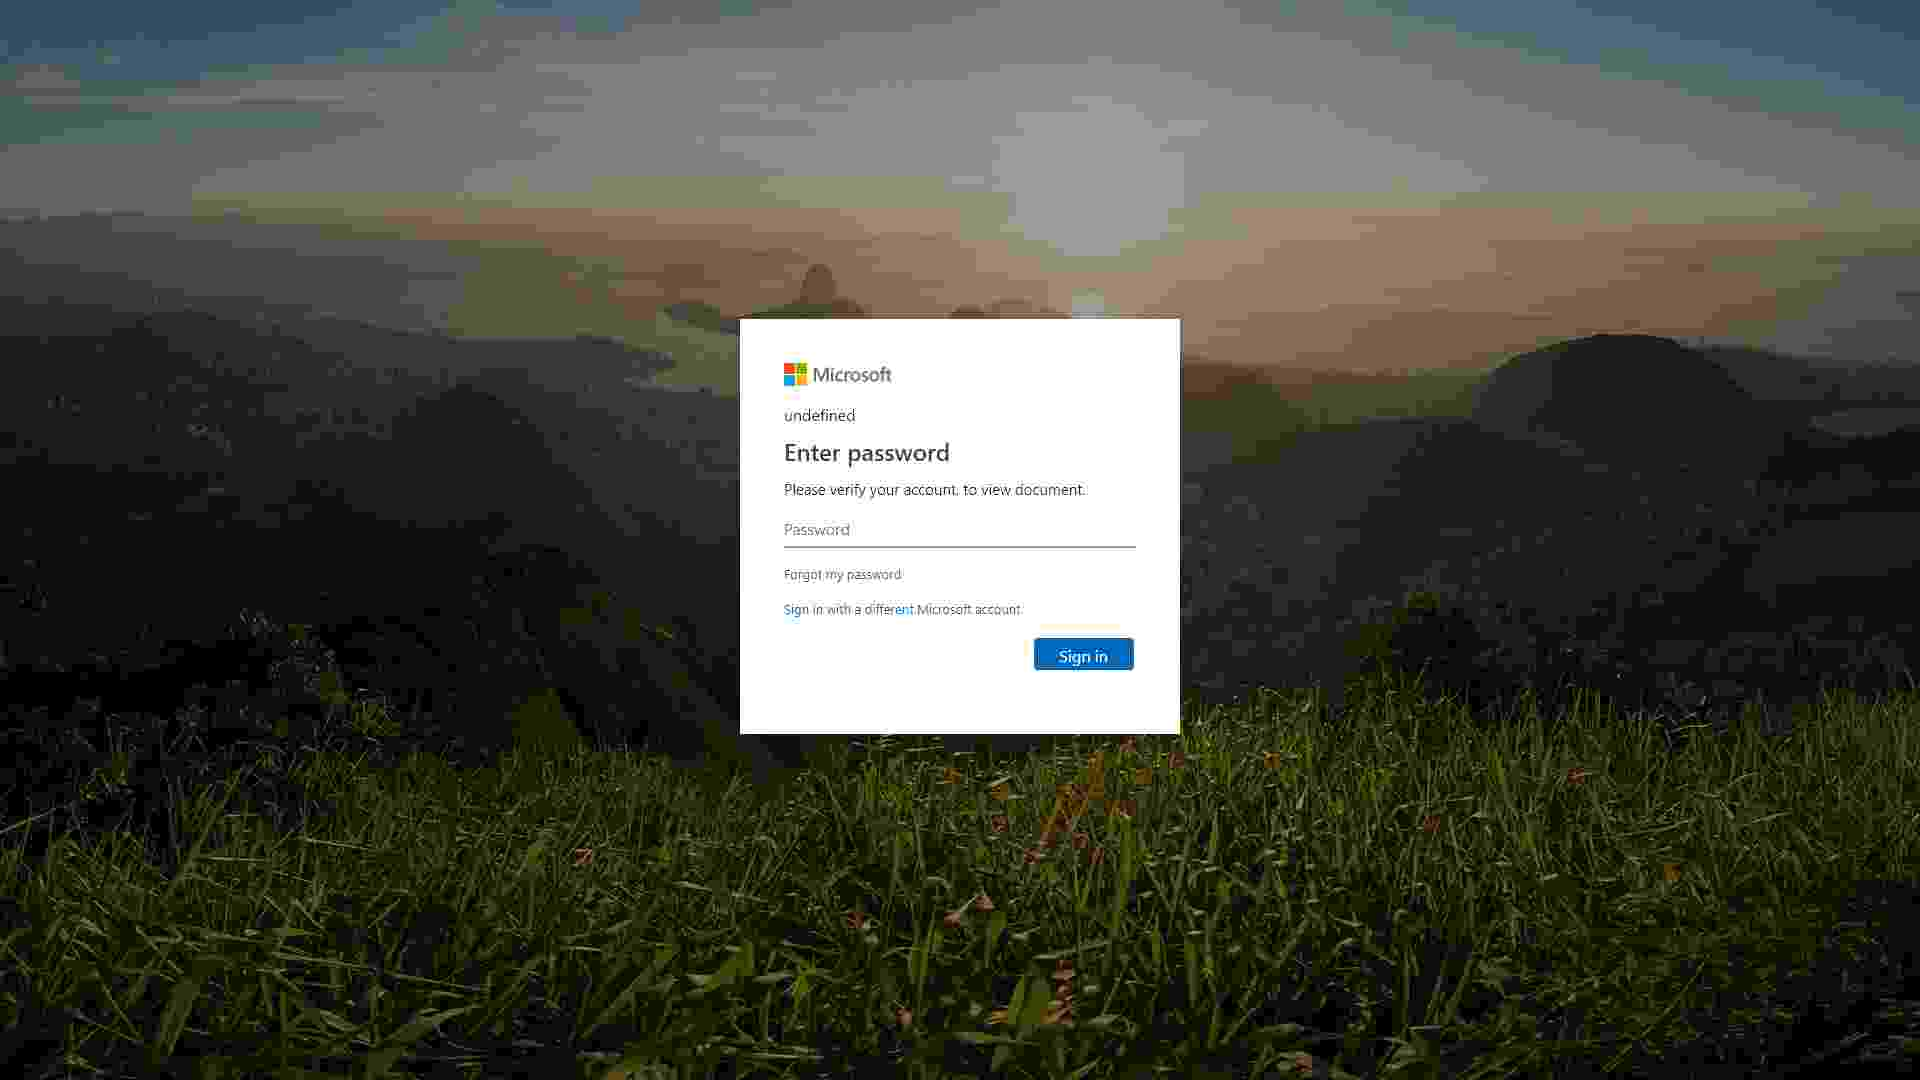 Microsoft
undefined
Enter password
Please verify your account, to view document.
Password
Forgot my password
Sign in with a different Microsoft account
Sign in